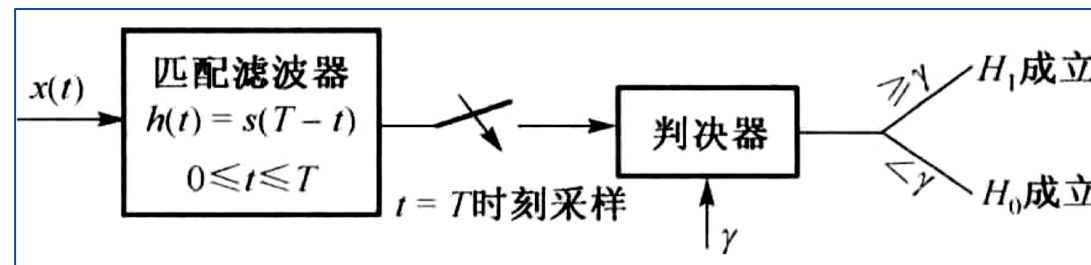 x(t)
匹配滤波器
h(t) = s(T − t)
0≤t≤T
t = T时刻采样
判决器
γ
≥γ
H₁成立
<γ
H₀成立